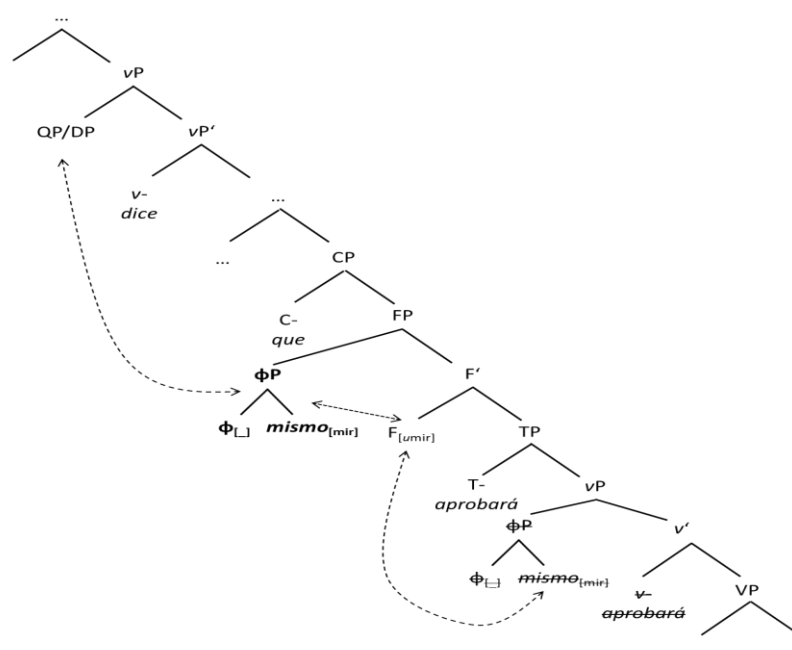 ...
vP
QP/DP
vP‘
v-
dice
...
...
CP
C-
que
FP
ϕP
F‘
ϕ[_]
mismo[mir]
F[umir]
TP
T-
aprobará
vP
ϕP
v‘
ϕ[_]
mismo[mir]
v-
aprobará
VP